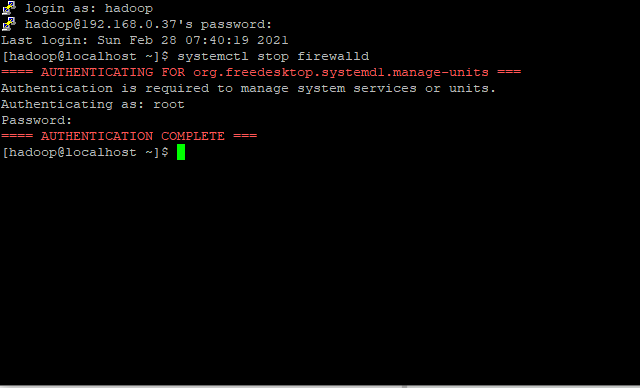 login as: hadoop
hadoop@192.168.0.37's password:
Last login: Sun Feb 28 07:40:19 2021
[hadoop@localhost ~]$ systemctl stop firewalld
==== AUTHENTICATING FOR org.freedesktop.systemd1.manage-units ===
Authentication is required to manage system services or units.
Authenticating as: root
Password:
==== AUTHENTICATION COMPLETE ===
[hadoop@localhost ~]$